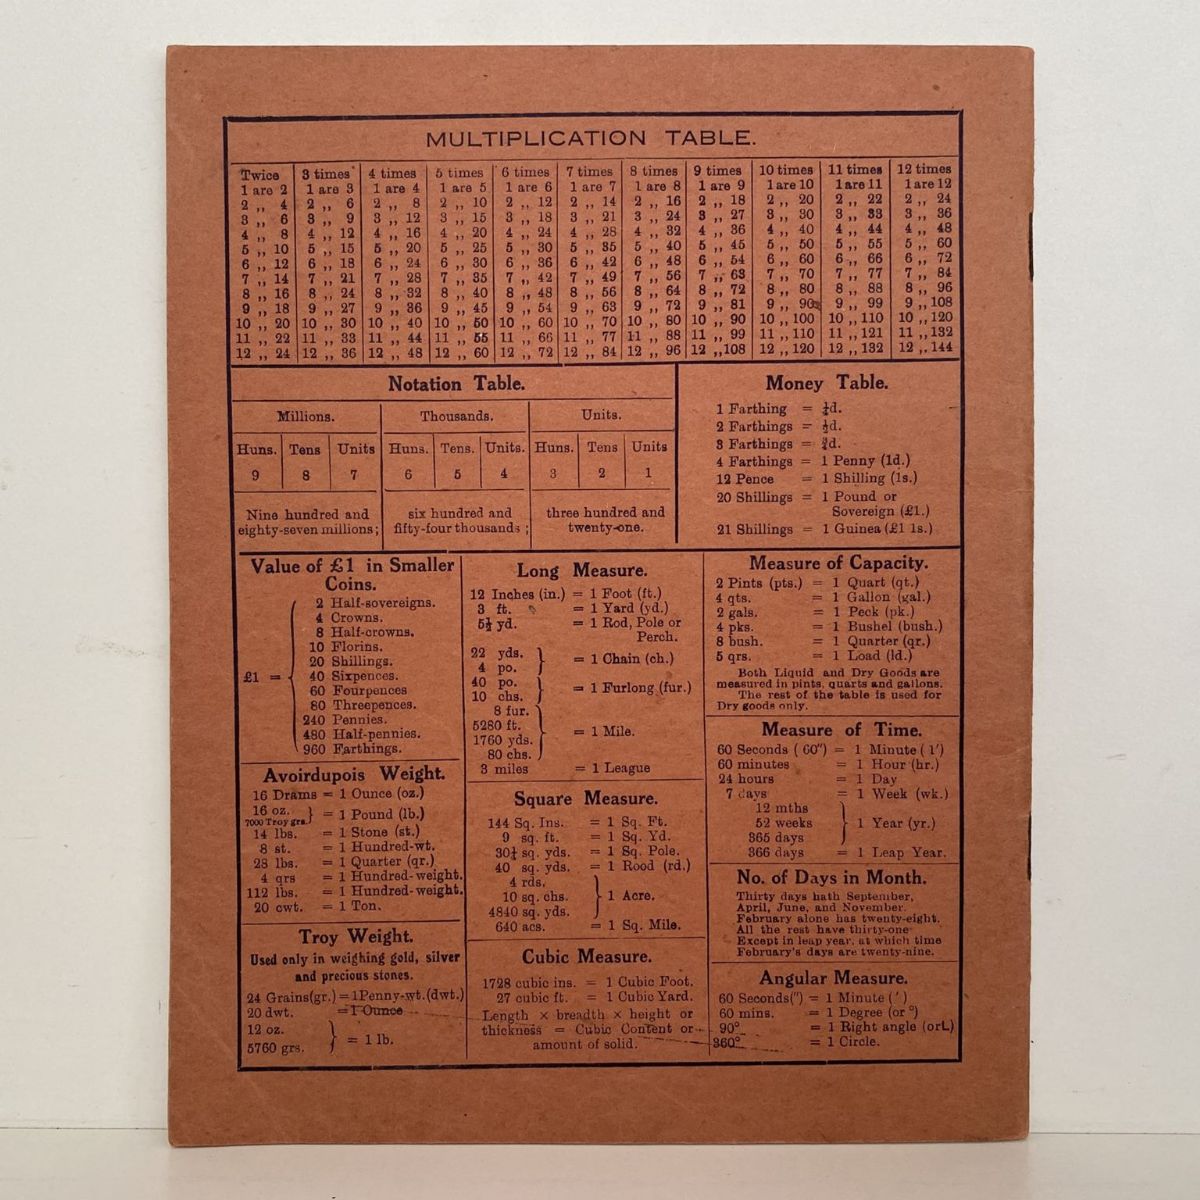 MULTIPLICATION TABLE.
Twice 3 times 4 times 5 times 6 times 7 times 8 times 9 times 10 times 11 times 12 times
1 are 2 1 are 3 1 are 4 1 are 5 1 are 6 1 are 7 1 are 8 1 are 9 1 are 10 1 are 11 1 are 12
2 ,, 4 2 ,, 6 2 ,, 8 2 ,, 10 2 ,, 12 2 ,, 14 2 ,, 16 2 ,, 18 2 ,, 20 2 ,, 22 2 ,, 24
3 ,, 6 3 ,, 9 3 ,, 12 3 ,, 15 3 ,, 18 3 ,, 21 3 ,, 24 3 ,, 27 3 ,, 30 3 ,, 33 3 ,, 36
4 ,, 8 4 ,, 12 4 ,, 16 4 ,, 20 4 ,, 24 4 ,, 28 4 ,, 32 4 ,, 36 4 ,, 40 4 ,, 44 4 ,, 48
5 ,, 10 5 ,, 15 5 ,, 20 5 ,, 25 5 ,, 30 5 ,, 35 5 ,, 40 5 ,, 45 5 ,, 50 5 ,, 55 5 ,, 60
6 ,, 12 6 ,, 18 6 ,, 24 6 ,, 30 6 ,, 36 6 ,, 42 6 ,, 48 6 ,, 54 6 ,, 60 6 ,, 66 6 ,, 72
7 ,, 14 7 ,, 21 7 ,, 28 7 ,, 35 7 ,, 42 7 ,, 49 7 ,, 56 7 ,, 63 7 ,, 70 7 ,, 77 7 ,, 84
8 ,, 16 8 ,, 24 8 ,, 32 8 ,, 40 8 ,, 48 8 ,, 56 8 ,, 64 8 ,, 72 8 ,, 80 8 ,, 88 8 ,, 96
9 ,, 18 9 ,, 27 9 ,, 36 9 ,, 45 9 ,, 54 9 ,, 63 9 ,, 72 9 ,, 81 9 ,, 90 9 ,, 99 9 ,, 108
10 ,, 20 10 ,, 30 10 ,, 40 10 ,, 50 10 ,, 60 10 ,, 70 10 ,, 80 10 ,, 90 10 ,, 100 10 ,, 110 10 ,, 120
11 ,, 22 11 ,, 33 11 ,, 44 11 ,, 55 11 ,, 66 11 ,, 77 11 ,, 88 11 ,, 99 11 ,, 110 11 ,, 121 11 ,, 132
12 ,, 24 12 ,, 36 12 ,, 48 12 ,, 60 12 ,, 72 12 ,, 84 12 ,, 96 12 ,, 108 12 ,, 120 12 ,, 132 12 ,, 144
Notation Table.
Millions. Thousands. Units.
Huns. Tens Units Huns. Tens. Units. Huns. Tens Units
9 8 7 6 5 4 3 2 1
Nine hundred and six hundred and three hundred and
eighty-seven millions; fifty-four thousands; twenty-one.
Money Table.
1 Farthing = ¼d.
2 Farthings = ½d.
3 Farthings = ¾d.
4 Farthings = 1 Penny (1d.)
12 Pence = 1 Shilling (1s.)
20 Shillings = 1 Pound or
Sovereign (£1.)
21 Shillings = 1 Guinea (£1 1s.)
Value of £1 in Smaller
Coins.
£1 =
2 Half-sovereigns.
4 Crowns.
8 Half-crowns.
10 Florins.
20 Shillings.
40 Sixpences.
60 Fourpences
80 Threepences.
240 Pennies.
480 Half-pennies.
960 Farthings.
Avoirdupois Weight.
16 Drams = 1 Ounce (oz.)
16 oz.
7000 Troy grs. } = 1 Pound (lb.)
14 lbs. = 1 Stone (st.)
8 st. = 1 Hundred-wt.
28 lbs. = 1 Quarter (qr.)
4 qrs = 1 Hundred-weight.
112 lbs. = 1 Hundred-weight.
20 cwt. = 1 Ton.
Troy Weight.
Used only in weighing gold, silver
and precious stones.
24 Grains (gr.) = 1 Penny-wt. (dwt.)
20 dwt. = 1 Ounce
12 oz.
5760 grs. } = 1 lb.
Long Measure.
12 Inches (in.) = 1 Foot (ft.)
3 ft. = 1 Yard (yd.)
5½ yd. = 1 Rod, Pole or
Perch.
22 yds.
4 po. } = 1 Chain (ch.)
40 po.
10 chs. } = 1 Furlong (fur.)
8 fur.
5280 ft.
1760 yds. } = 1 Mile.
80 chs.
3 miles = 1 League
Square Measure.
144 Sq. Ins. = 1 Sq. Ft.
9 sq. ft. = 1 Sq. Yd.
30¼ sq. yds. = 1 Sq. Pole.
40 sq. yds. = 1 Rood (rd.)
4 rds.
10 sq. chs. } 1 Acre.
4840 sq. yds.
640 acs. = 1 Sq. Mile.
Cubic Measure.
1728 cubic ins. = 1 Cubic Foot.
27 cubic ft. = 1 Cubic Yard.
Length × breadth × height or
thickness = Cubic Content or
amount of solid.
Measure of Capacity.
2 Pints (pts.) = 1 Quart (qt.)
4 qts. = 1 Gallon (gal.)
2 gals. = 1 Peck (pk.)
4 pks. = 1 Bushel (bush.)
8 bush. = 1 Quarter (qr.)
5 qrs. = 1 Load (ld.)
Both Liquid and Dry Goods are
measured in pints, quarts and gallons.
The rest of the table is used for
Dry goods only.
Measure of Time.
60 Seconds (60″) = 1 Minute (1′)
60 minutes = 1 Hour (hr.)
24 hours = 1 Day
7 days = 1 Week (wk.)
12 mths
52 weeks } 1 Year (yr.)
365 days
366 days = 1 Leap Year.
No. of Days in Month.
Thirty days hath September,
April, June, and November.
February alone has twenty-eight.
All the rest have thirty-one
Except in leap year, at which time
February's days are twenty-nine.
Angular Measure.
60 Seconds(″) = 1 Minute (′)
60 mins. = 1 Degree (or °)
90° = 1 Right angle (or L)
360° = 1 Circle.